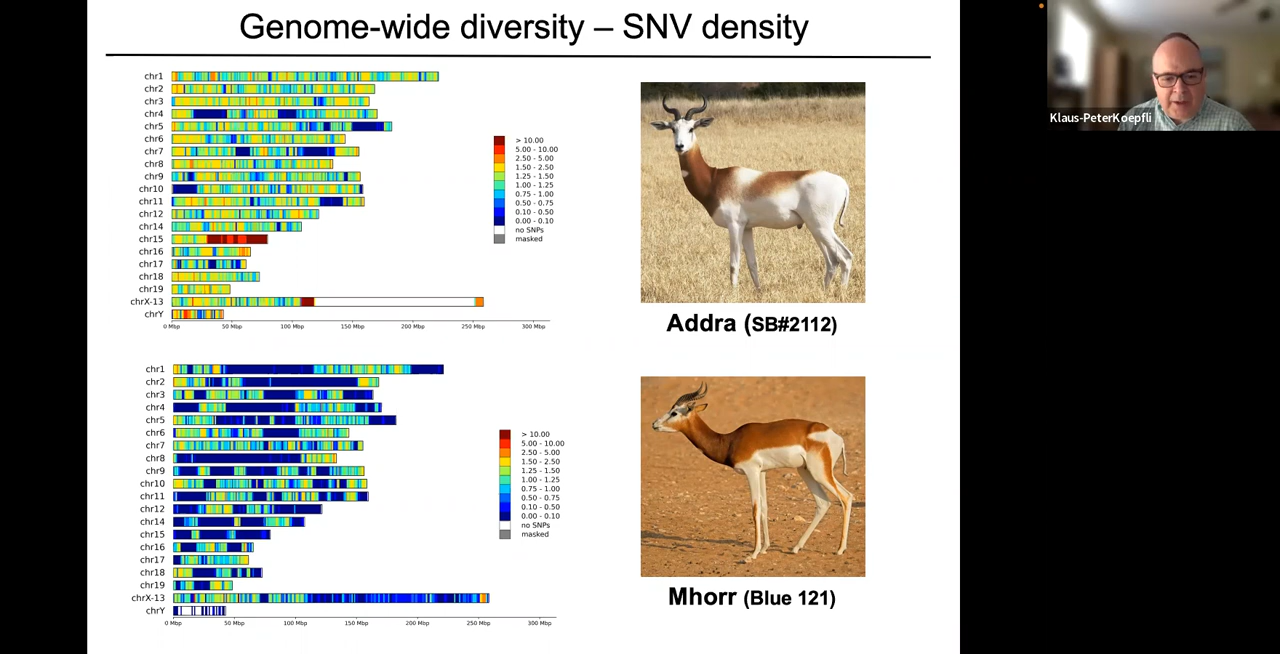 Genome-wide diversity – SNV density
chr1
chr2
chr3
chr4
chr5
chr6
chr7
chr8
chr9
chr10
chr11
chr12
chr14
chr15
chr16
chr17
chr18
chr19
chrX-13
chrY
0 Mbp 50 Mbp 100 Mbp 150 Mbp 200 Mbp 250 Mbp 300 Mbp
> 10.00
5.00 - 10.00
2.50 - 5.00
1.50 - 2.50
1.25 - 1.50
1.00 - 1.25
0.75 - 1.00
0.50 - 0.75
0.10 - 0.50
0.00 - 0.10
no SNPs
masked
Addra (SB#2112)
Klaus-PeterKoepfli
chr1
chr2
chr3
chr4
chr5
chr6
chr7
chr8
chr9
chr10
chr11
chr12
chr14
chr15
chr16
chr17
chr18
chr19
chrX-13
chrY
0 Mbp 50 Mbp 100 Mbp 150 Mbp 200 Mbp 250 Mbp 300 Mbp
> 10.00
5.00 - 10.00
2.50 - 5.00
1.50 - 2.50
1.25 - 1.50
1.00 - 1.25
0.75 - 1.00
0.50 - 0.75
0.10 - 0.50
0.00 - 0.10
no SNPs
masked
Mhorr (Blue 121)